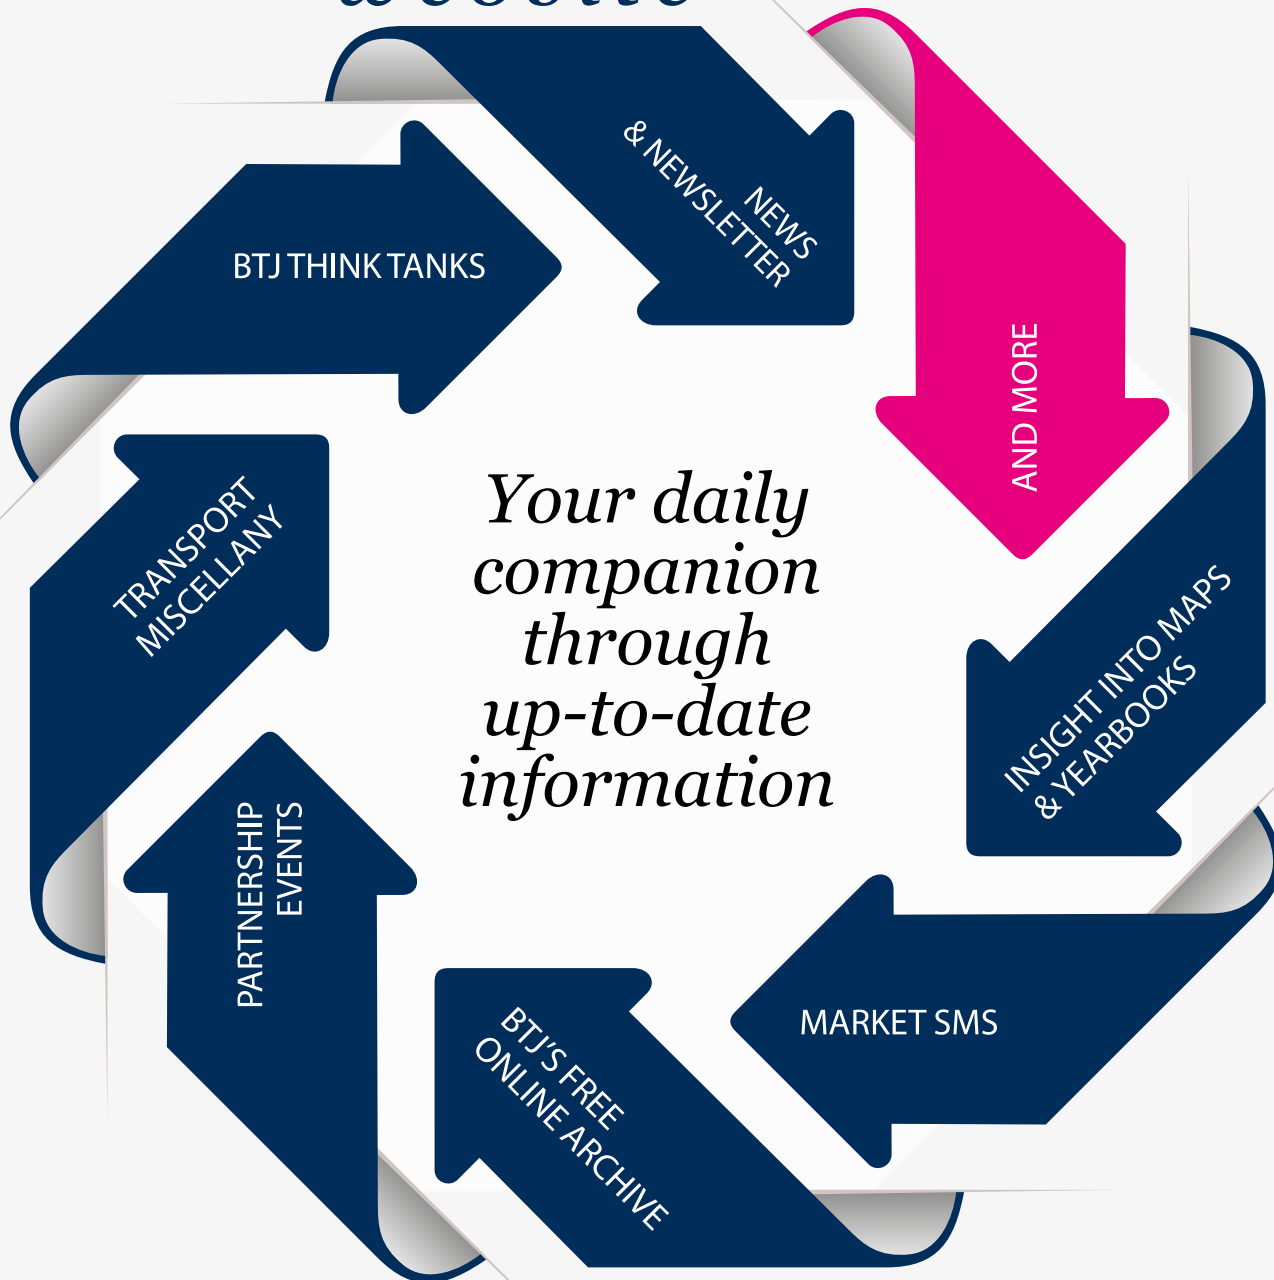 website
NEWS
& NEWSLETTER
AND MORE
INSIGHT INTO MAPS
& YEARBOOKS
MARKET SMS
BTJ'S FREE
ONLINE ARCHIVE
PARTNERSHIP
EVENTS
TRANSPORT
MISCELLANY
BTJ THINK TANKS
Your daily
companion
through
up-to-date
information